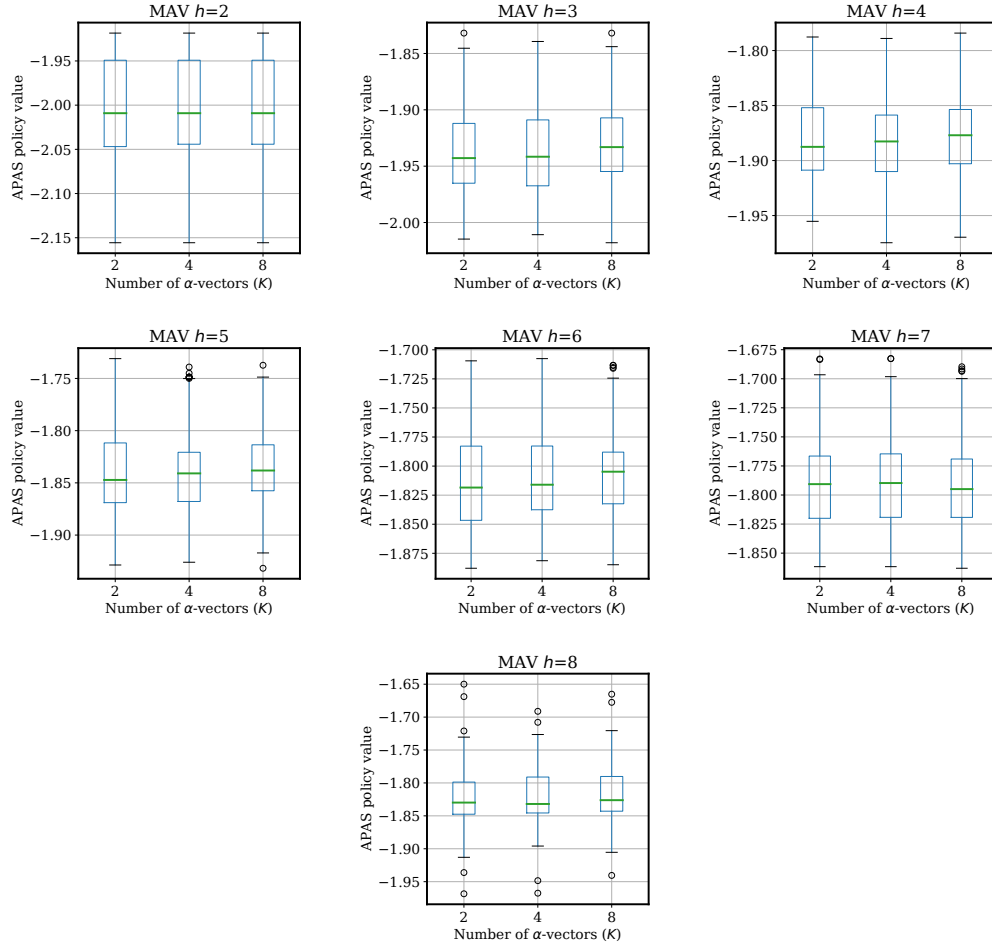 MAV h=2
APAS policy value
−1.95
−2.00
−2.05
−2.10
−2.15
2 4 8
Number of α-vectors (K)
MAV h=3
APAS policy value
−1.85
−1.90
−1.95
−2.00
2 4 8
Number of α-vectors (K)
MAV h=4
APAS policy value
−1.80
−1.85
−1.90
−1.95
2 4 8
Number of α-vectors (K)
MAV h=5
APAS policy value
−1.75
−1.80
−1.85
−1.90
2 4 8
Number of α-vectors (K)
MAV h=6
APAS policy value
−1.700
−1.725
−1.750
−1.775
−1.800
−1.825
−1.850
−1.875
2 4 8
Number of α-vectors (K)
MAV h=7
APAS policy value
−1.675
−1.700
−1.725
−1.750
−1.775
−1.800
−1.825
−1.850
2 4 8
Number of α-vectors (K)
MAV h=8
APAS policy value
−1.65
−1.70
−1.75
−1.80
−1.85
−1.90
−1.95
2 4 8
Number of α-vectors (K)